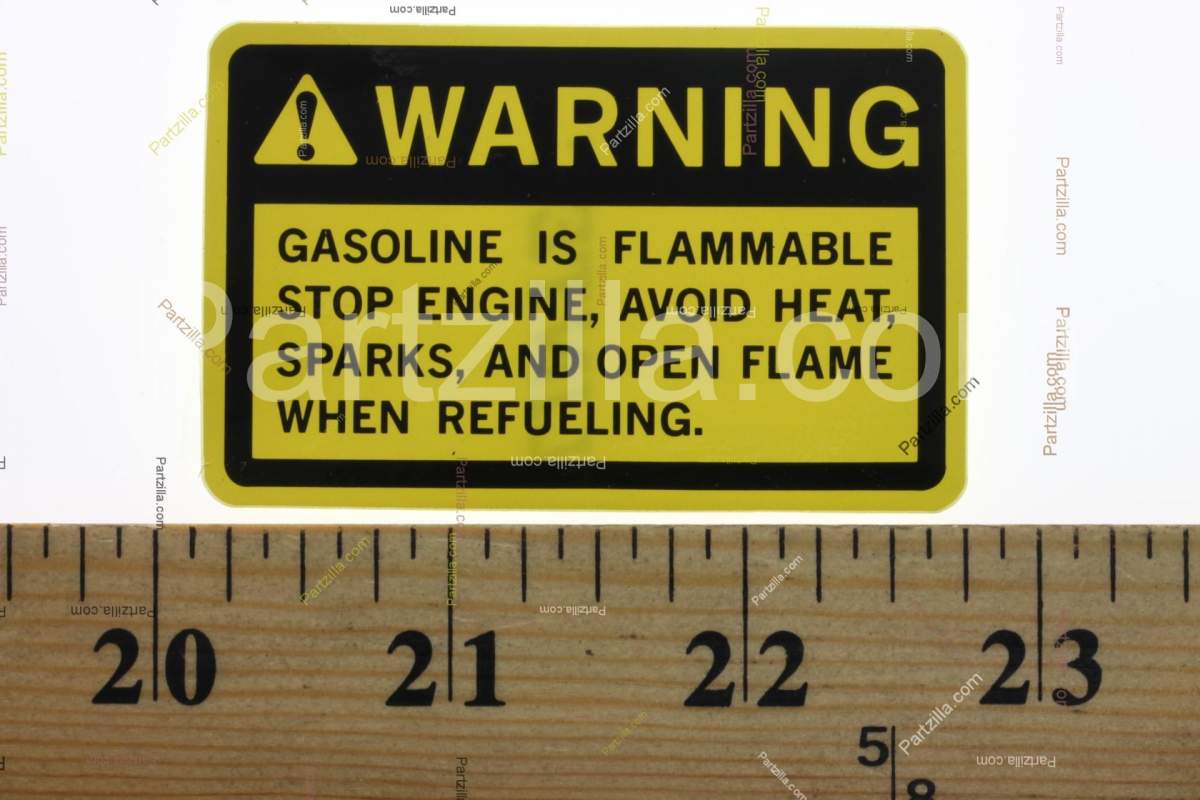 WARNING
GASOLINE IS FLAMMABLE
STOP ENGINE, AVOID HEAT,
SPARKS, AND OPEN FLAME
WHEN REFUELING.
Partzilla.com
20 21 22 23
5
8